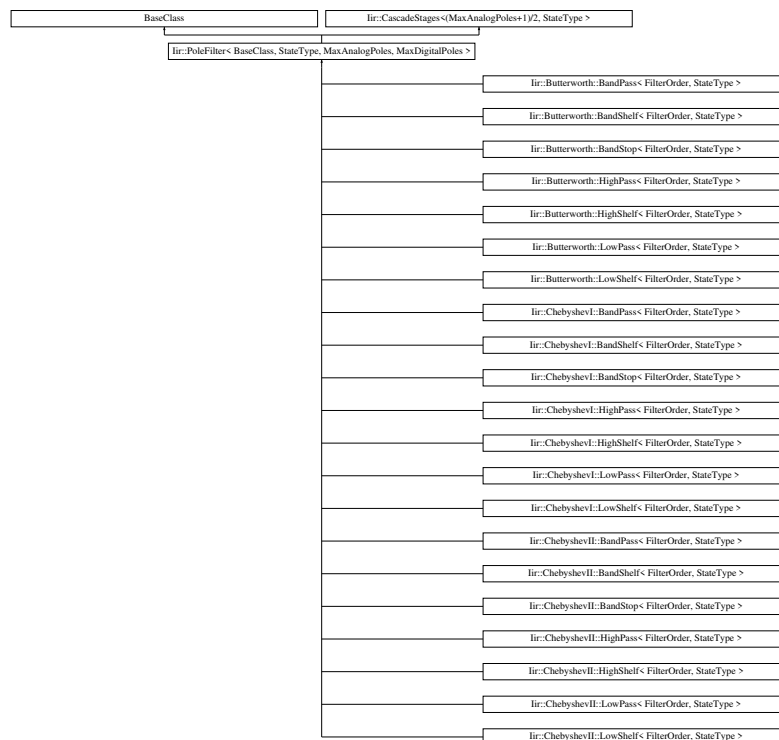 BaseClass
Iir::CascadeStages<(MaxAnalogPoles+1)/2, StateType >
Iir::PoleFilter< BaseClass, StateType, MaxAnalogPoles, MaxDigitalPoles >
Iir::Butterworth::BandPass< FilterOrder, StateType >
Iir::Butterworth::BandShelf< FilterOrder, StateType >
Iir::Butterworth::BandStop< FilterOrder, StateType >
Iir::Butterworth::HighPass< FilterOrder, StateType >
Iir::Butterworth::HighShelf< FilterOrder, StateType >
Iir::Butterworth::LowPass< FilterOrder, StateType >
Iir::Butterworth::LowShelf< FilterOrder, StateType >
Iir::ChebyshevI::BandPass< FilterOrder, StateType >
Iir::ChebyshevI::BandShelf< FilterOrder, StateType >
Iir::ChebyshevI::BandStop< FilterOrder, StateType >
Iir::ChebyshevI::HighPass< FilterOrder, StateType >
Iir::ChebyshevI::HighShelf< FilterOrder, StateType >
Iir::ChebyshevI::LowPass< FilterOrder, StateType >
Iir::ChebyshevI::LowShelf< FilterOrder, StateType >
Iir::ChebyshevII::BandPass< FilterOrder, StateType >
Iir::ChebyshevII::BandShelf< FilterOrder, StateType >
Iir::ChebyshevII::BandStop< FilterOrder, StateType >
Iir::ChebyshevII::HighPass< FilterOrder, StateType >
Iir::ChebyshevII::HighShelf< FilterOrder, StateType >
Iir::ChebyshevII::LowPass< FilterOrder, StateType >
Iir::ChebyshevII::LowShelf< FilterOrder, StateType >